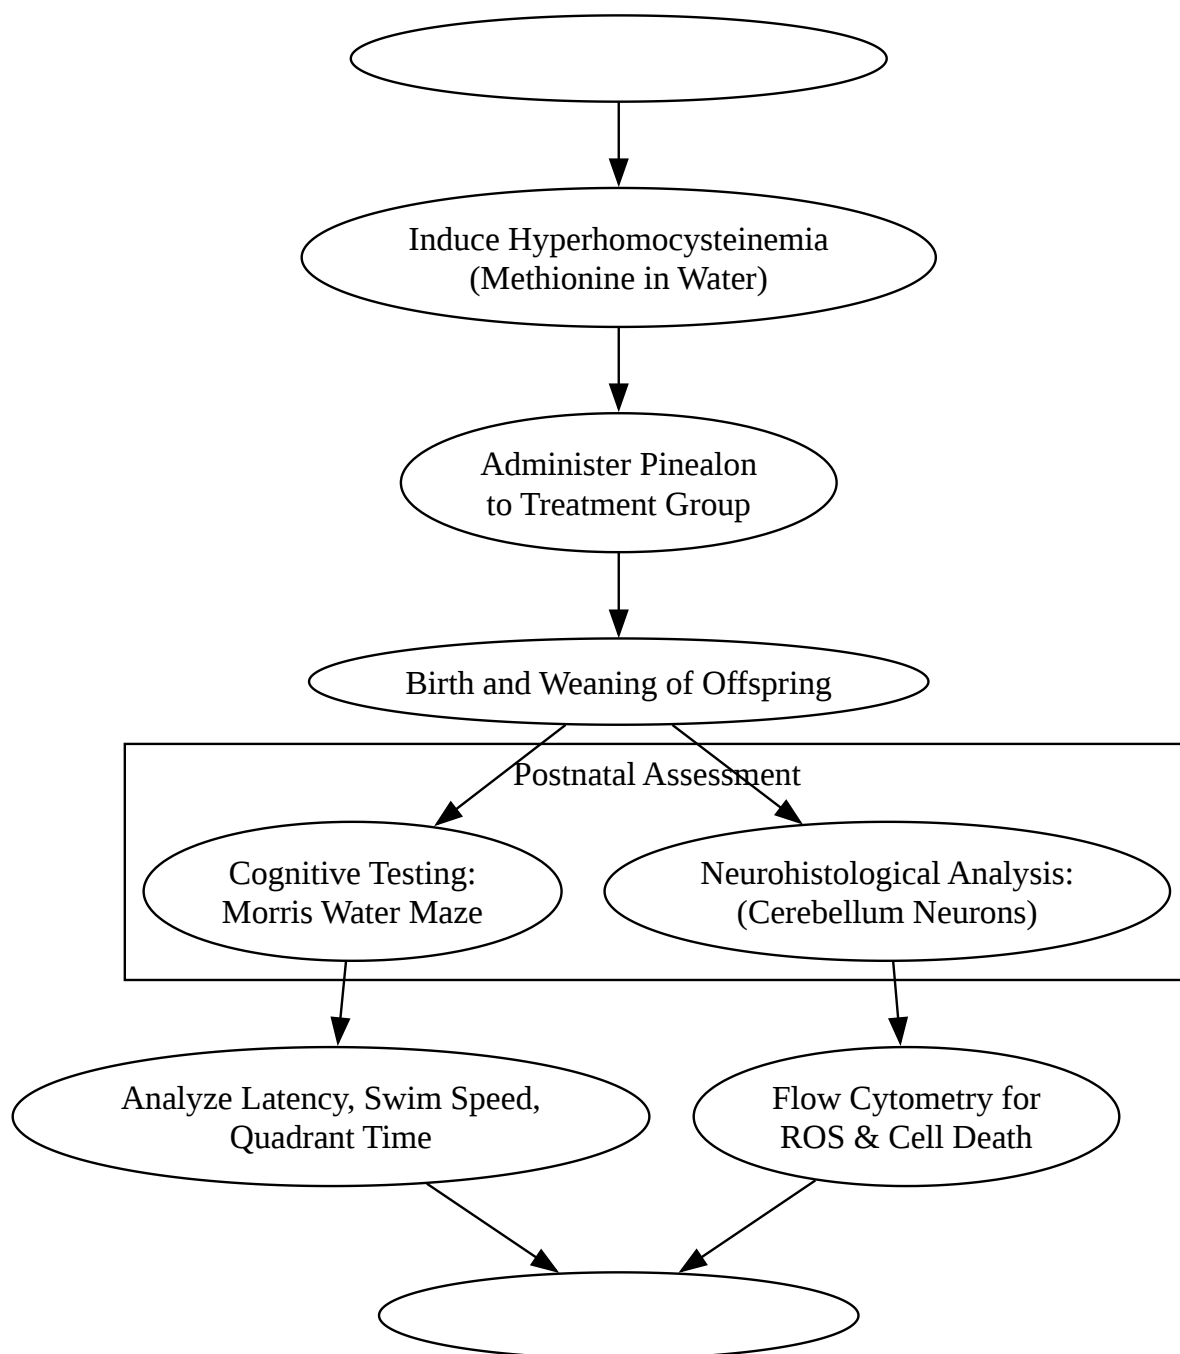 Induce Hyperhomocysteinemia
(Methionine in Water)
Administer Pinealon
to Treatment Group
Birth and Weaning of Offspring
Postnatal Assessment
Cognitive Testing:
Morris Water Maze
Neurohistological Analysis:
(Cerebellum Neurons)
Analyze Latency, Swim Speed,
Quadrant Time
Flow Cytometry for
ROS & Cell Death